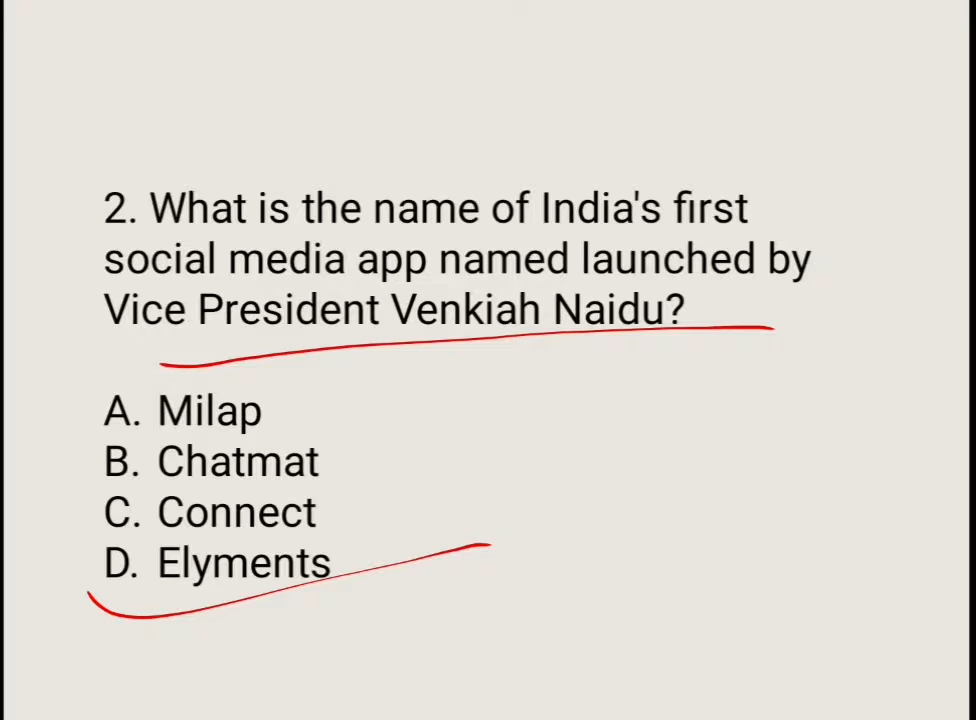 2. What is the name of India's first
social media app named launched by
Vice President Venkiah Naidu?
A. Milap
B. Chatmat
C. Connect
D. Elyments